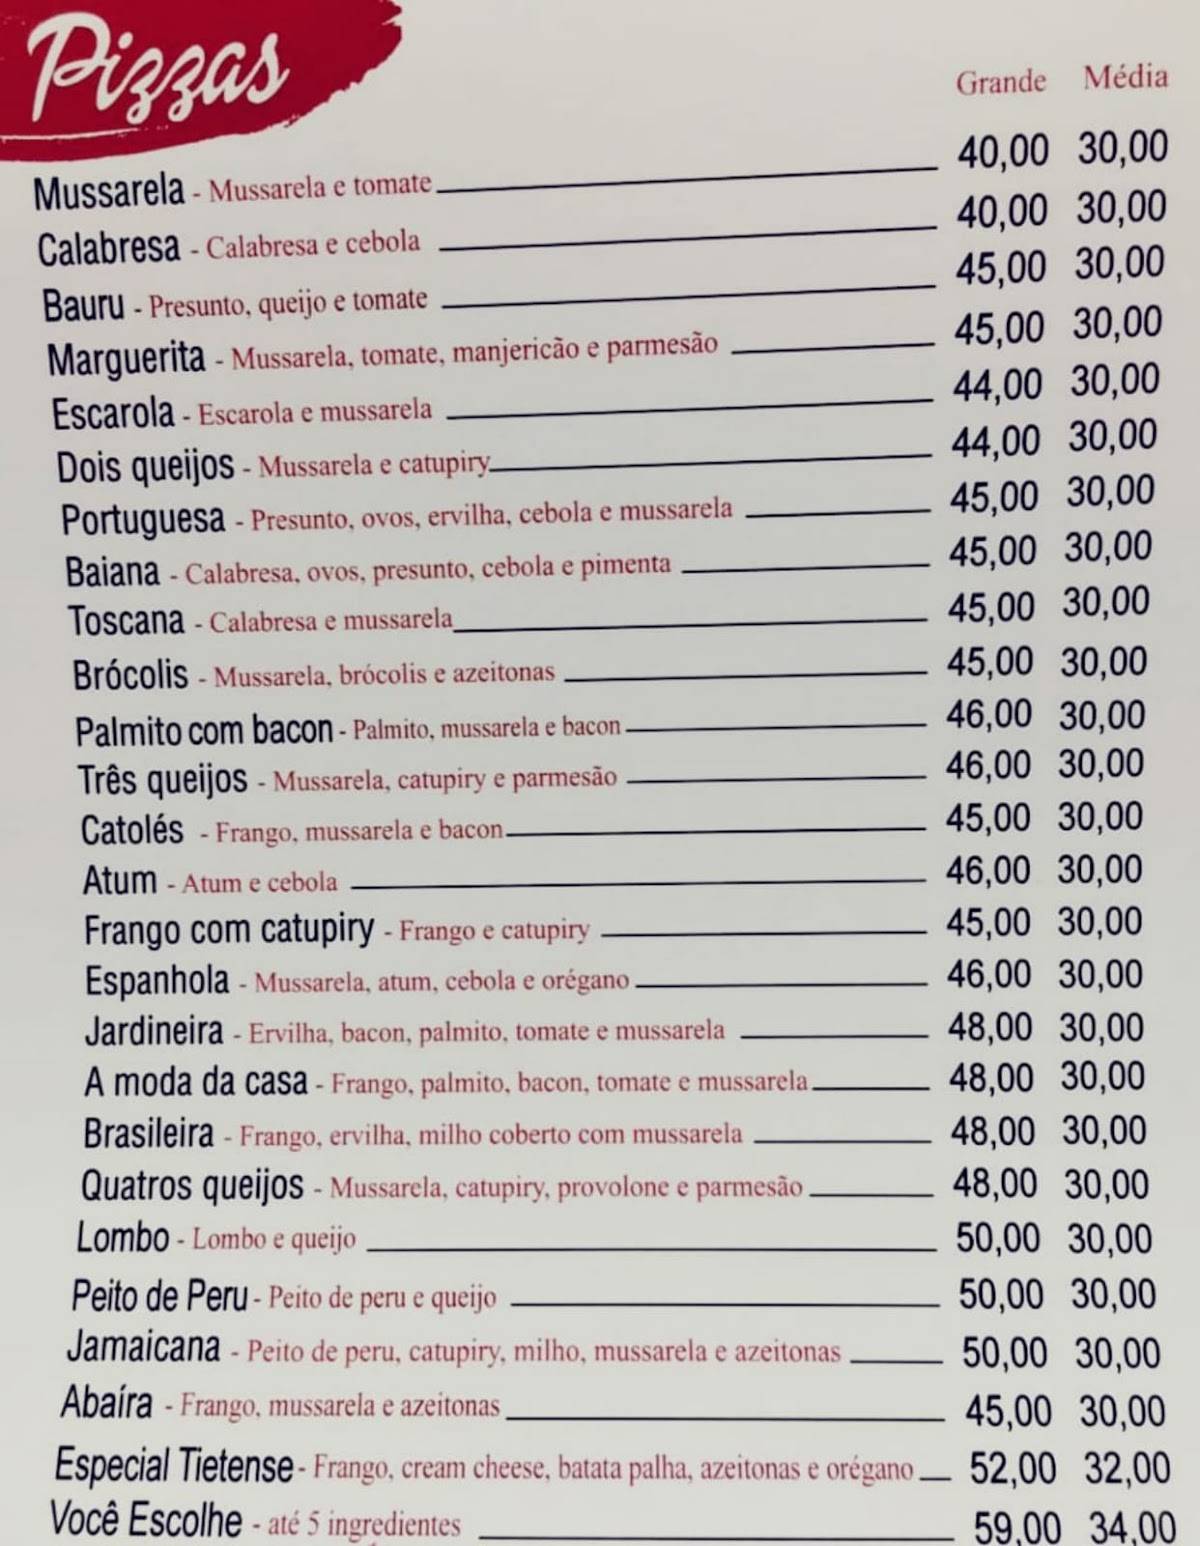 Pizzas
Grande Média
Mussarela - Mussarela e tomate 40,00 30,00
Calabresa - Calabresa e cebola 40,00 30,00
Bauru - Presunto, queijo e tomate 45,00 30,00
Marguerita - Mussarela, tomate, manjericão e parmesão 45,00 30,00
Escarola - Escarola e mussarela 44,00 30,00
Dois queijos - Mussarela e catupiry 44,00 30,00
Portuguesa - Presunto, ovos, ervilha, cebola e mussarela 45,00 30,00
Baiana - Calabresa, ovos, presunto, cebola e pimenta 45,00 30,00
Toscana - Calabresa e mussarela 45,00 30,00
Brócolis - Mussarela, brócolis e azeitonas 45,00 30,00
Palmito com bacon - Palmito, mussarela e bacon 46,00 30,00
Três queijos - Mussarela, catupiry e parmesão 46,00 30,00
Catolés - Frango, mussarela e bacon 45,00 30,00
Atum - Atum e cebola 46,00 30,00
Frango com catupiry - Frango e catupiry 45,00 30,00
Espanhola - Mussarela, atum, cebola e orégano 46,00 30,00
Jardineira - Ervilha, bacon, palmito, tomate e mussarela 48,00 30,00
A moda da casa - Frango, palmito, bacon, tomate e mussarela 48,00 30,00
Brasileira - Frango, ervilha, milho coberto com mussarela 48,00 30,00
Quatros queijos - Mussarela, catupiry, provolone e parmesão 48,00 30,00
Lombo - Lombo e queijo 50,00 30,00
Peito de Peru - Peito de peru e queijo 50,00 30,00
Jamaicana - Peito de peru, catupiry, milho, mussarela e azeitonas 50,00 30,00
Abaíra - Frango, mussarela e azeitonas 45,00 30,00
Especial Tietense - Frango, cream cheese, batata palha, azeitonas e orégano 52,00 32,00
Você Escolhe - até 5 ingredientes 59,00 34,00